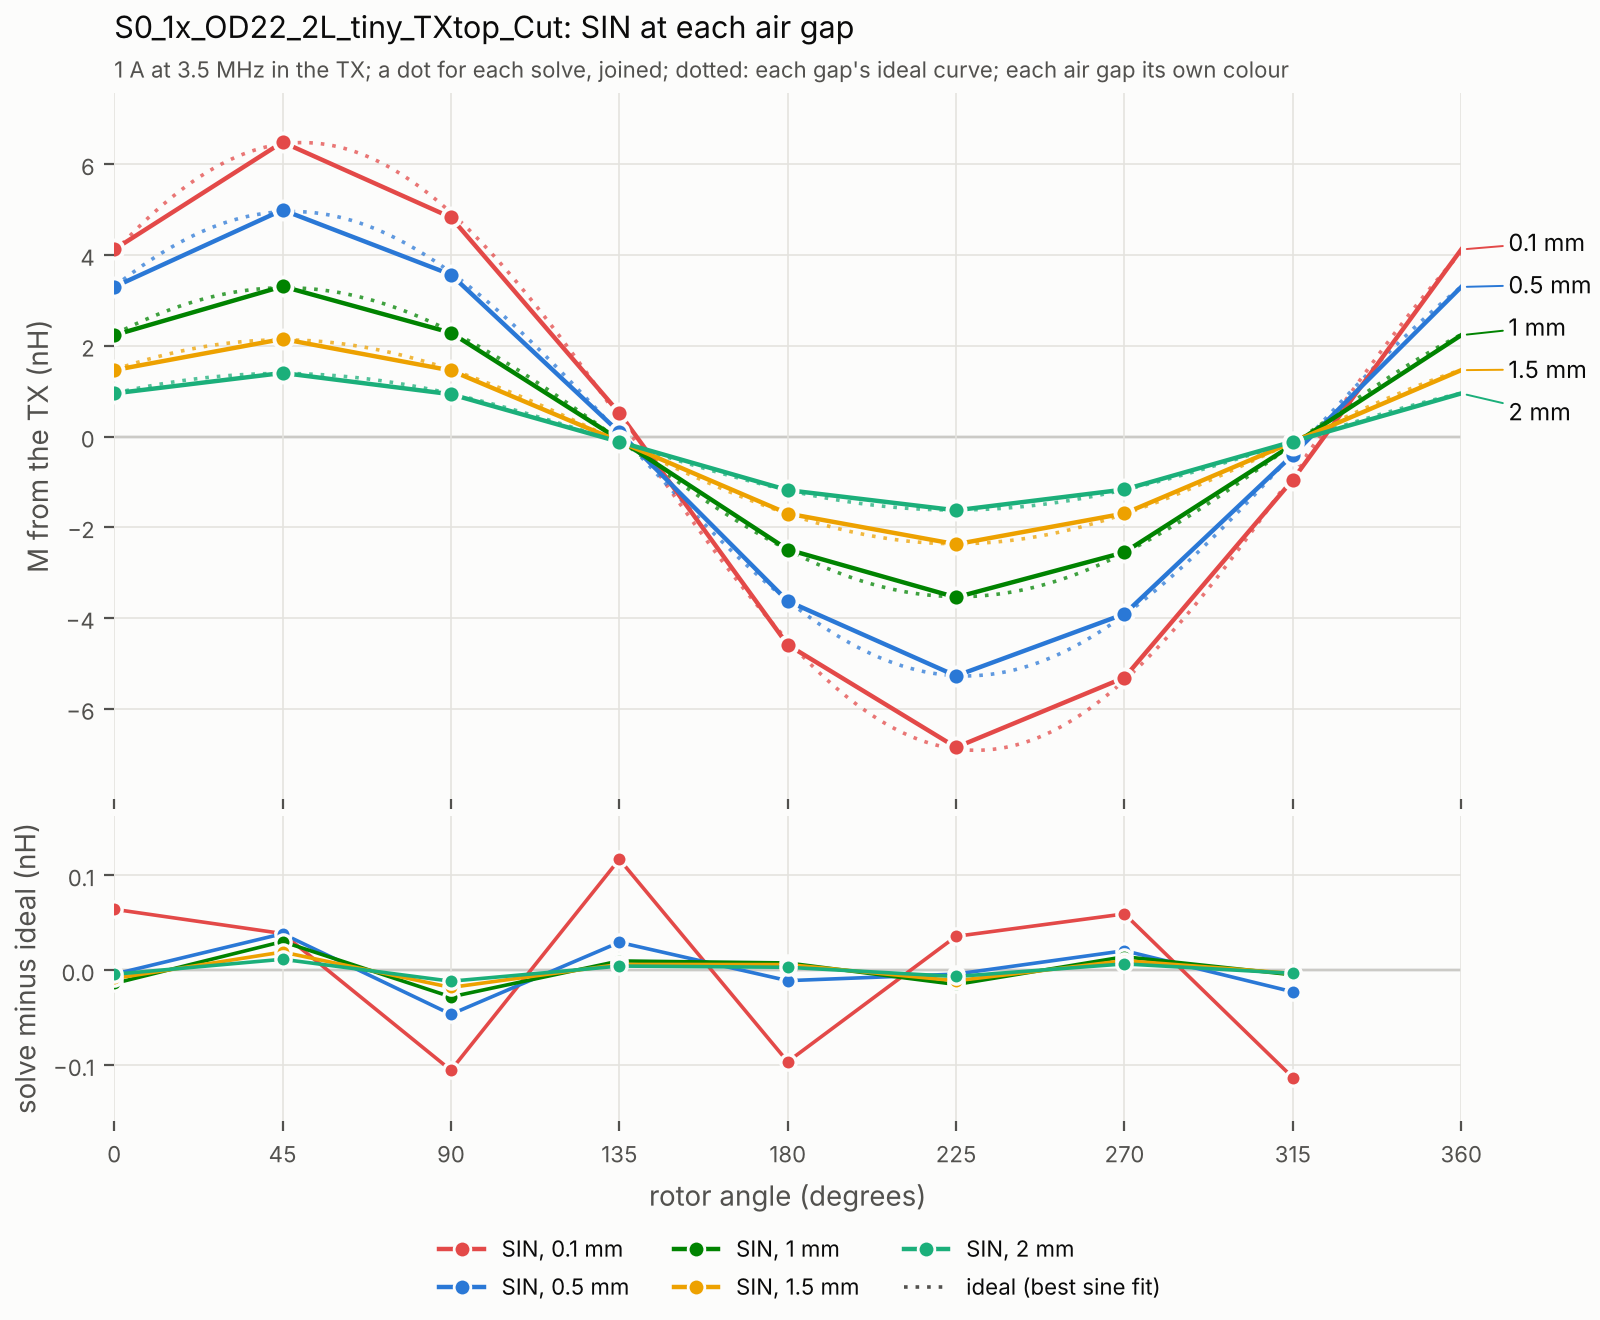 S0_1x_OD22_2L_tiny_TXtop_Cut: SIN at each air gap
1 A at 3.5 MHz in the TX; a dot for each solve, joined; dotted: each gap's ideal curve; each air gap its own colour
M from the TX (nH)
6
4
2
0
−2
−4
−6
0.1 mm
0.5 mm
1 mm
1.5 mm
2 mm
solve minus ideal (nH)
0.1
0.0
−0.1
0 45 90 135 180 225 270 315 360
rotor angle (degrees)
SIN, 0.1 mm SIN, 1 mm SIN, 2 mm
SIN, 0.5 mm SIN, 1.5 mm ideal (best sine fit)